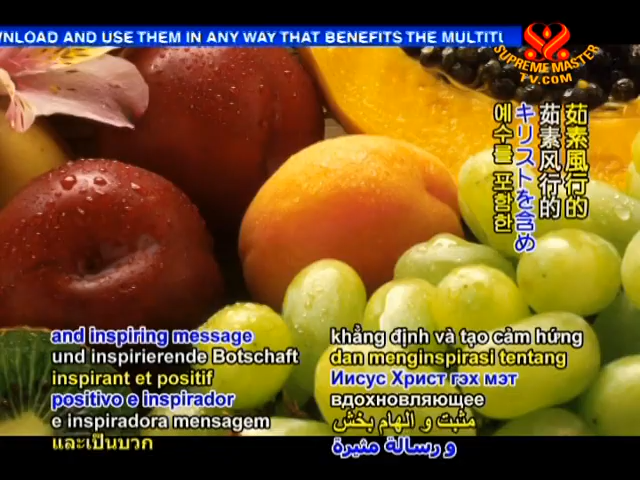 NLOAD AND USE THEM IN ANY WAY THAT BENEFITS THE MULTITU
SUPREME MASTER
TV.COM
茹素風行的
茹素风行的
キリストを含め
예수를 포함한
and inspiring message
und inspirierende Botschaft
inspirant et positif
positivo e inspirador
e inspiradora mensagem
และเป็นบวก
khẳng định và tạo cảm hứng
dan menginspirasi tentang
Иисус Христ гэх мэт
вдохновляющее
مثبت و الهام بخش
و رسالة منيرة